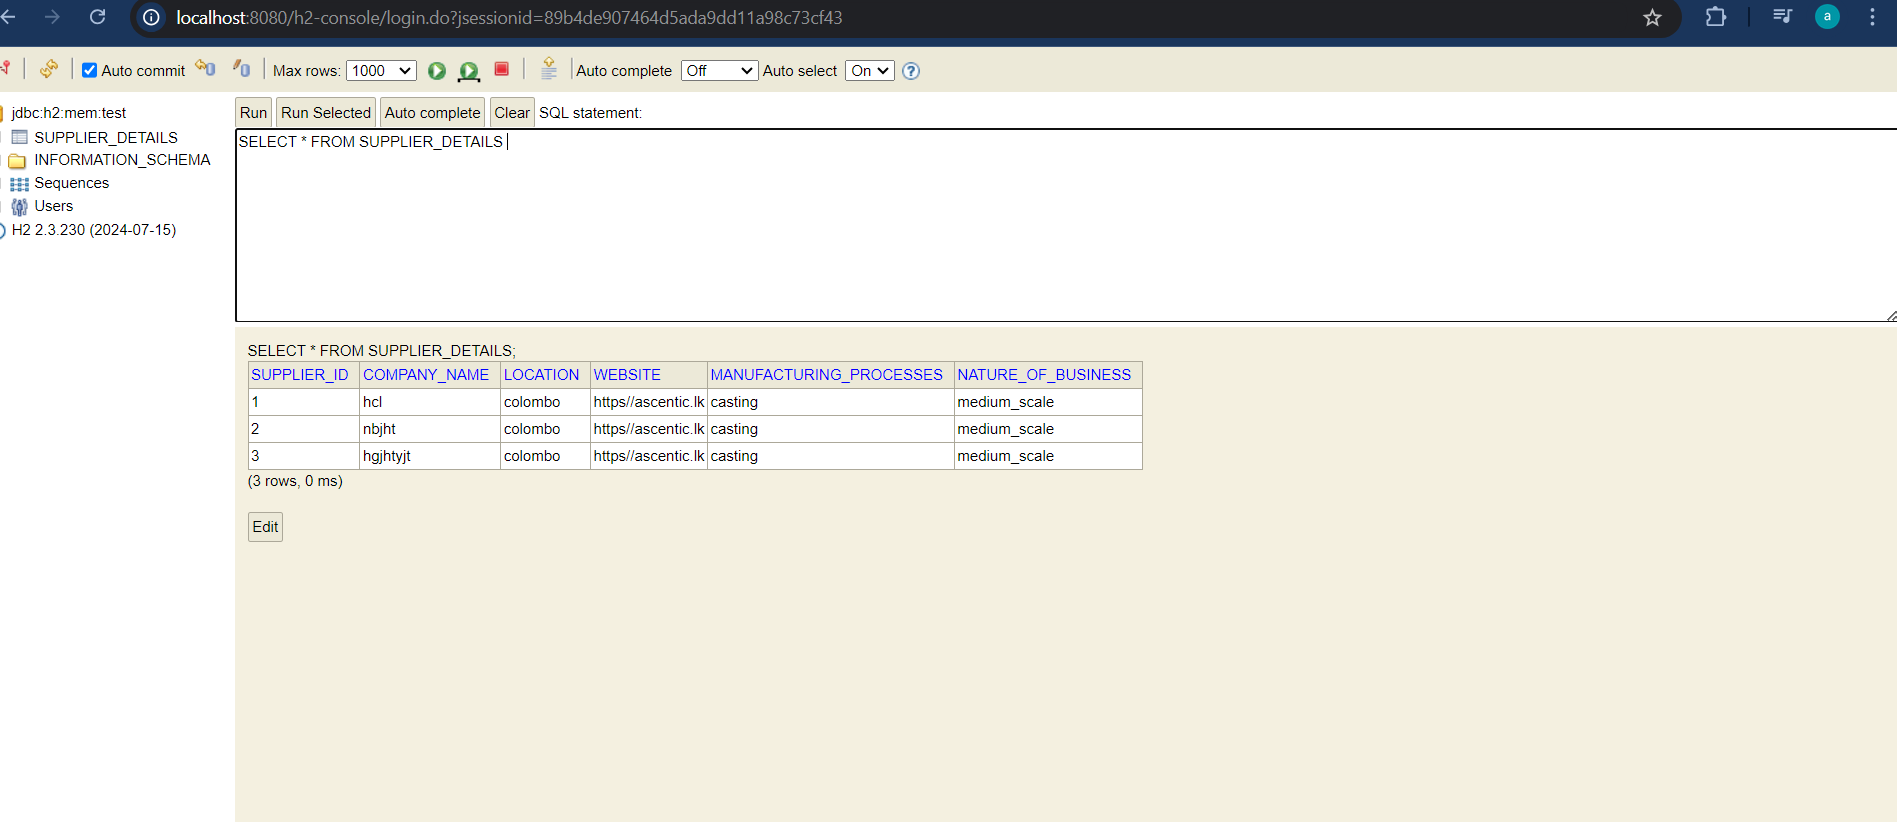 localhost:8080/h2-console/login.do?jsessionid=89b4de907464d5ada9dd11a98c73cf43 a
Auto commit Max rows: 1000 Auto complete Off Auto select On ?
jdbc:h2:mem:test
SUPPLIER_DETAILS
INFORMATION_SCHEMA
Sequences
Users
H2 2.3.230 (2024-07-15)
Run Run Selected Auto complete Clear SQL statement:
SELECT * FROM SUPPLIER_DETAILS
SELECT * FROM SUPPLIER_DETAILS;
SUPPLIER_ID COMPANY_NAME LOCATION WEBSITE MANUFACTURING_PROCESSES NATURE_OF_BUSINESS
1 hcl colombo https//ascentic.lk casting medium_scale
2 nbjht colombo https//ascentic.lk casting medium_scale
3 hgjhtyjt colombo https//ascentic.lk casting medium_scale
(3 rows, 0 ms)
Edit